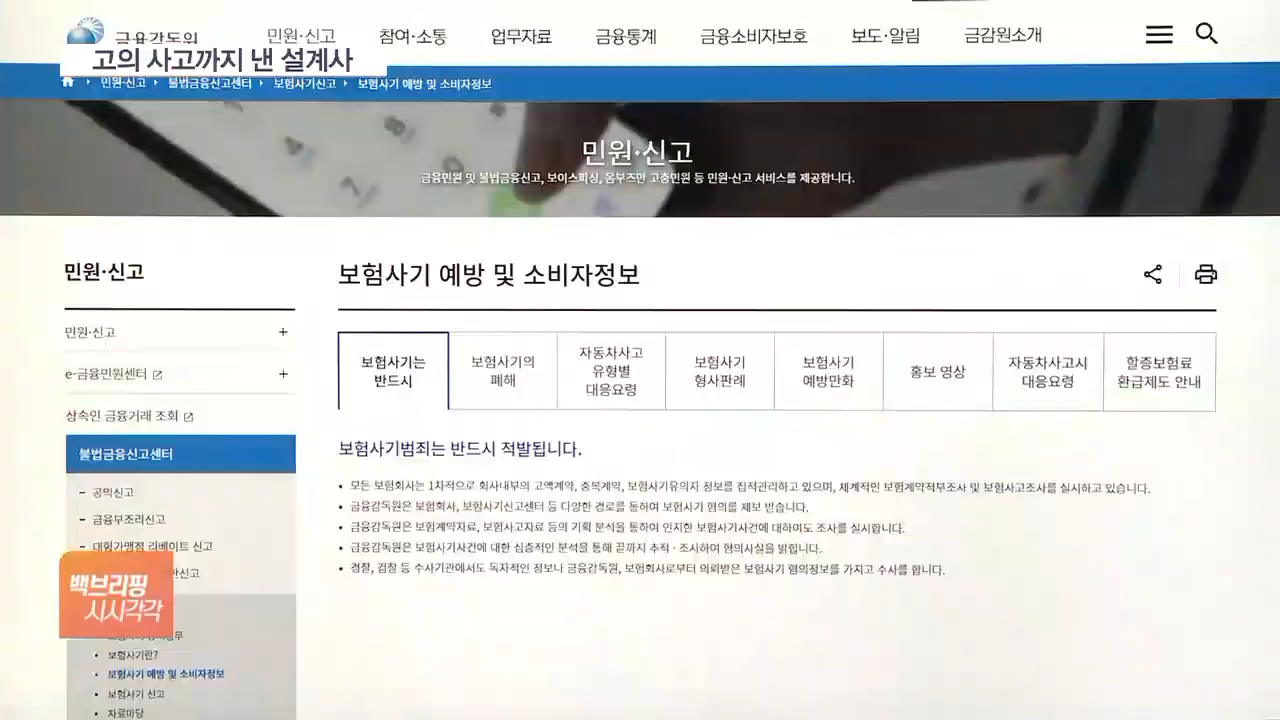 금융감독원
민원·신고
참여·소통
업무자료
금융통계
금융소비자보호
보도·알림
금감원소개
고의 사고까지 낸 설계사
민원·신고
불법금융신고센터
보험사기신고
보험사기 예방 및 소비자정보
민원·신고
금융민원 및 불법금융신고, 보이스피싱, 옴부즈만 고충민원 등 민원·신고 서비스를 제공합니다.
민원·신고
민원·신고 +
e-금융민원센터 +
상속인 금융거래 조회
불법금융신고센터
- 공익신고
- 금융부조리신고
- 대형가맹점 리베이트 신고
보험사기란?
보험사기 예방 및 소비자정보
보험사기 신고
자료마당
백브리핑
시시각각
보험사기 예방 및 소비자정보
보험사기는
반드시
보험사기의
폐해
자동차사고
유형별
대응요령
보험사기
형사판례
보험사기
예방만화
홍보 영상
자동차사고시
대응요령
할증보험료
환급제도 안내
보험사기범죄는 반드시 적발됩니다.
• 모든 보험회사는 1차적으로 회사내부의 고액계약, 중복계약, 보험사기유의자 정보를 집적관리하고 있으며, 체계적인 보험계약적부조사 및 보험사고조사를 실시하고 있습니다.
• 금융감독원은 보험회사, 보험사기신고센터 등 다양한 경로를 통하여 보험사기 혐의를 제보 받습니다.
• 금융감독원은 보험계약자료, 보험사고자료 등의 기획 분석을 통하여 인지한 보험사기사건에 대하여도 조사를 실시합니다.
• 금융감독원은 보험사기사건에 대한 심층적인 분석을 통해 끝까지 추적 · 조사하여 혐의사실을 밝힙니다.
• 경찰, 검찰 등 수사기관에서도 독자적인 정보나 금융감독원, 보험회사로부터 의뢰받은 보험사기 혐의정보를 가지고 수사를 합니다.